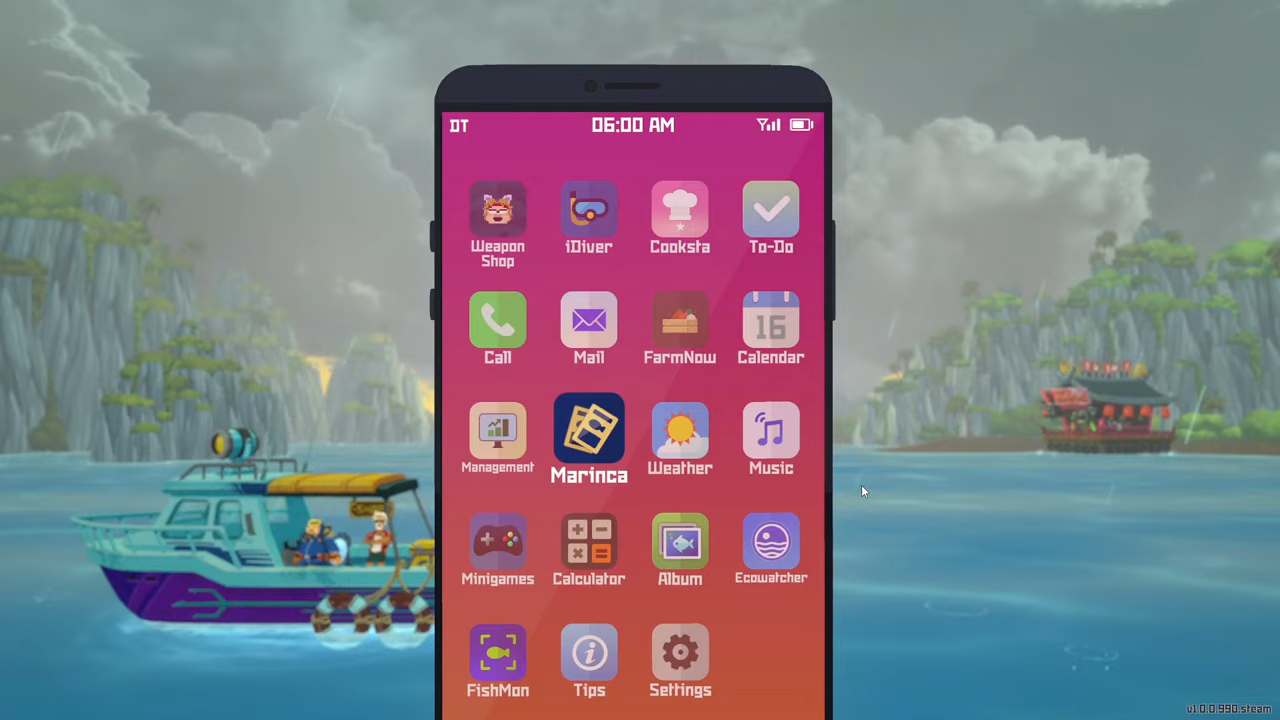 DT 06:00 AM
Weapon Shop iDiver Cooksta To-Do
16
Call Mail FarmNow Calendar
Management Marinca Weather Music
Minigames Calculator Album Ecowatcher
FishMon Tips Settings
v1.0.0.990.steam